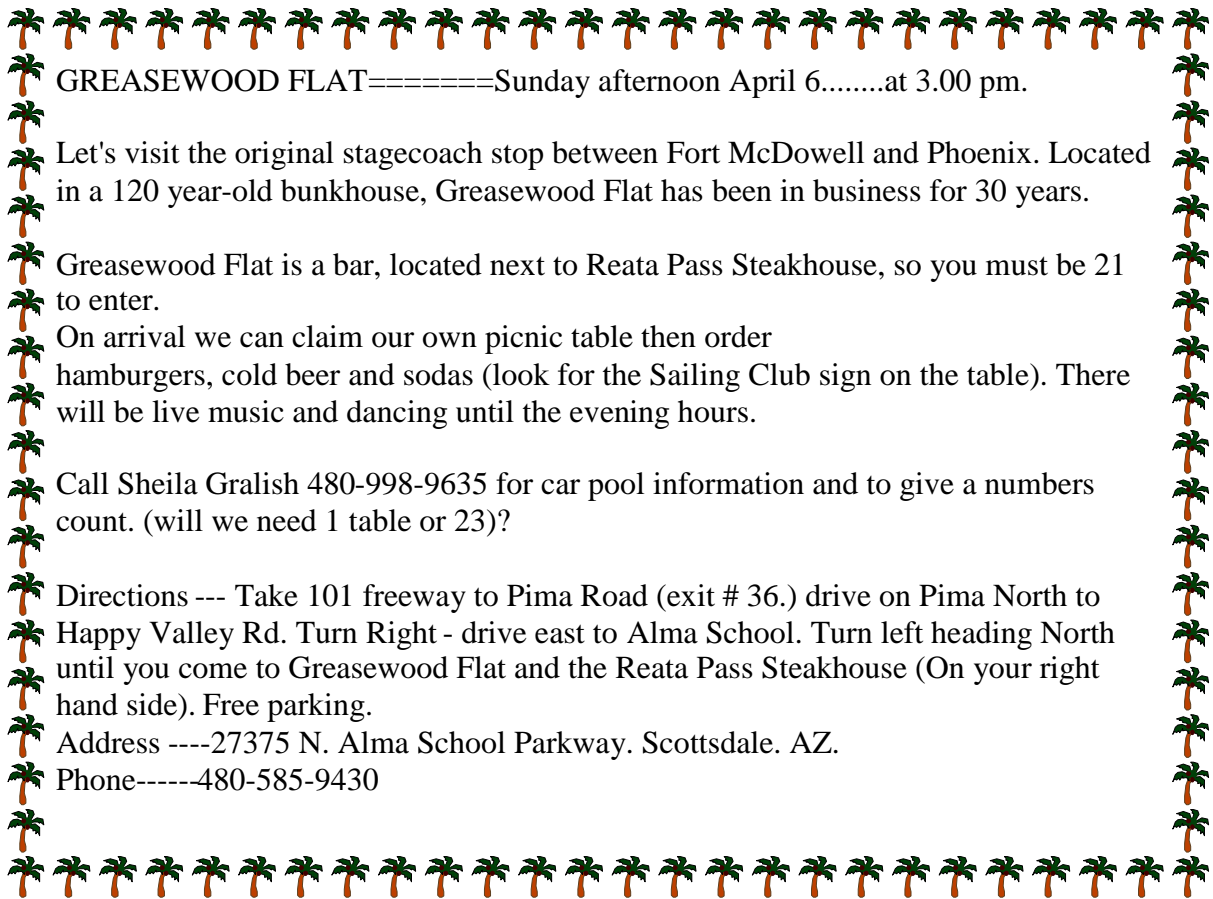 GREASEWOOD FLAT=======Sunday afternoon April 6........at 3.00 pm.
Let's visit the original stagecoach stop between Fort McDowell and Phoenix. Located
in a 120 year-old bunkhouse, Greasewood Flat has been in business for 30 years.
Greasewood Flat is a bar, located next to Reata Pass Steakhouse, so you must be 21
to enter.
On arrival we can claim our own picnic table then order
hamburgers, cold beer and sodas (look for the Sailing Club sign on the table). There
will be live music and dancing until the evening hours.
Call Sheila Gralish 480-998-9635 for car pool information and to give a numbers
count. (will we need 1 table or 23)?
Directions --- Take 101 freeway to Pima Road (exit # 36.) drive on Pima North to
Happy Valley Rd. Turn Right - drive east to Alma School. Turn left heading North
until you come to Greasewood Flat and the Reata Pass Steakhouse (On your right
hand side). Free parking.
Address ----27375 N. Alma School Parkway. Scottsdale. AZ.
Phone------480-585-9430